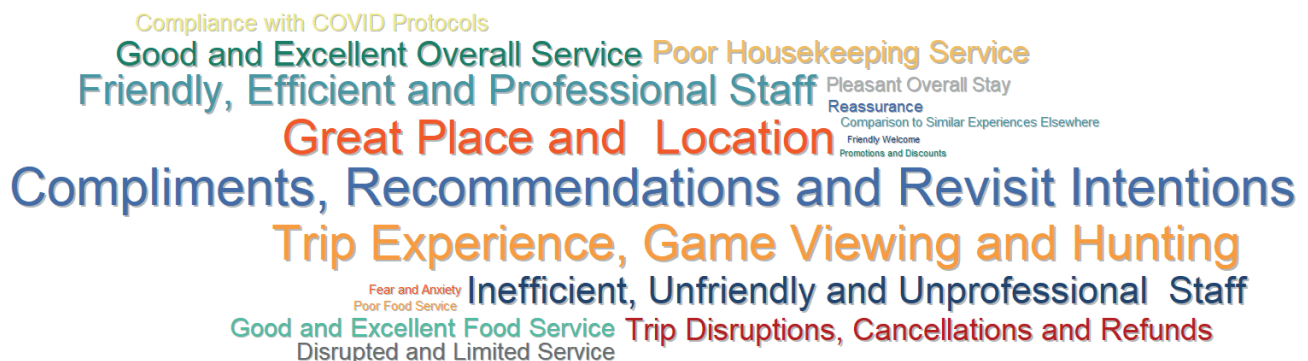 Compliance with COVID Protocols
Good and Excellent Overall Service Poor Housekeeping Service
Friendly, Efficient and Professional Staff Pleasant Overall Stay
Reassurance
Comparison to Similar Experiences Elsewhere
Great Place and Location
Friendly Welcome
Promotions and Discounts
Compliments, Recommendations and Revisit Intentions
Trip Experience, Game Viewing and Hunting
Fear and Anxiety
Inefficient, Unfriendly and Unprofessional Staff
Poor Food Service
Good and Excellent Food Service Trip Disruptions, Cancellations and Refunds
Disrupted and Limited Service